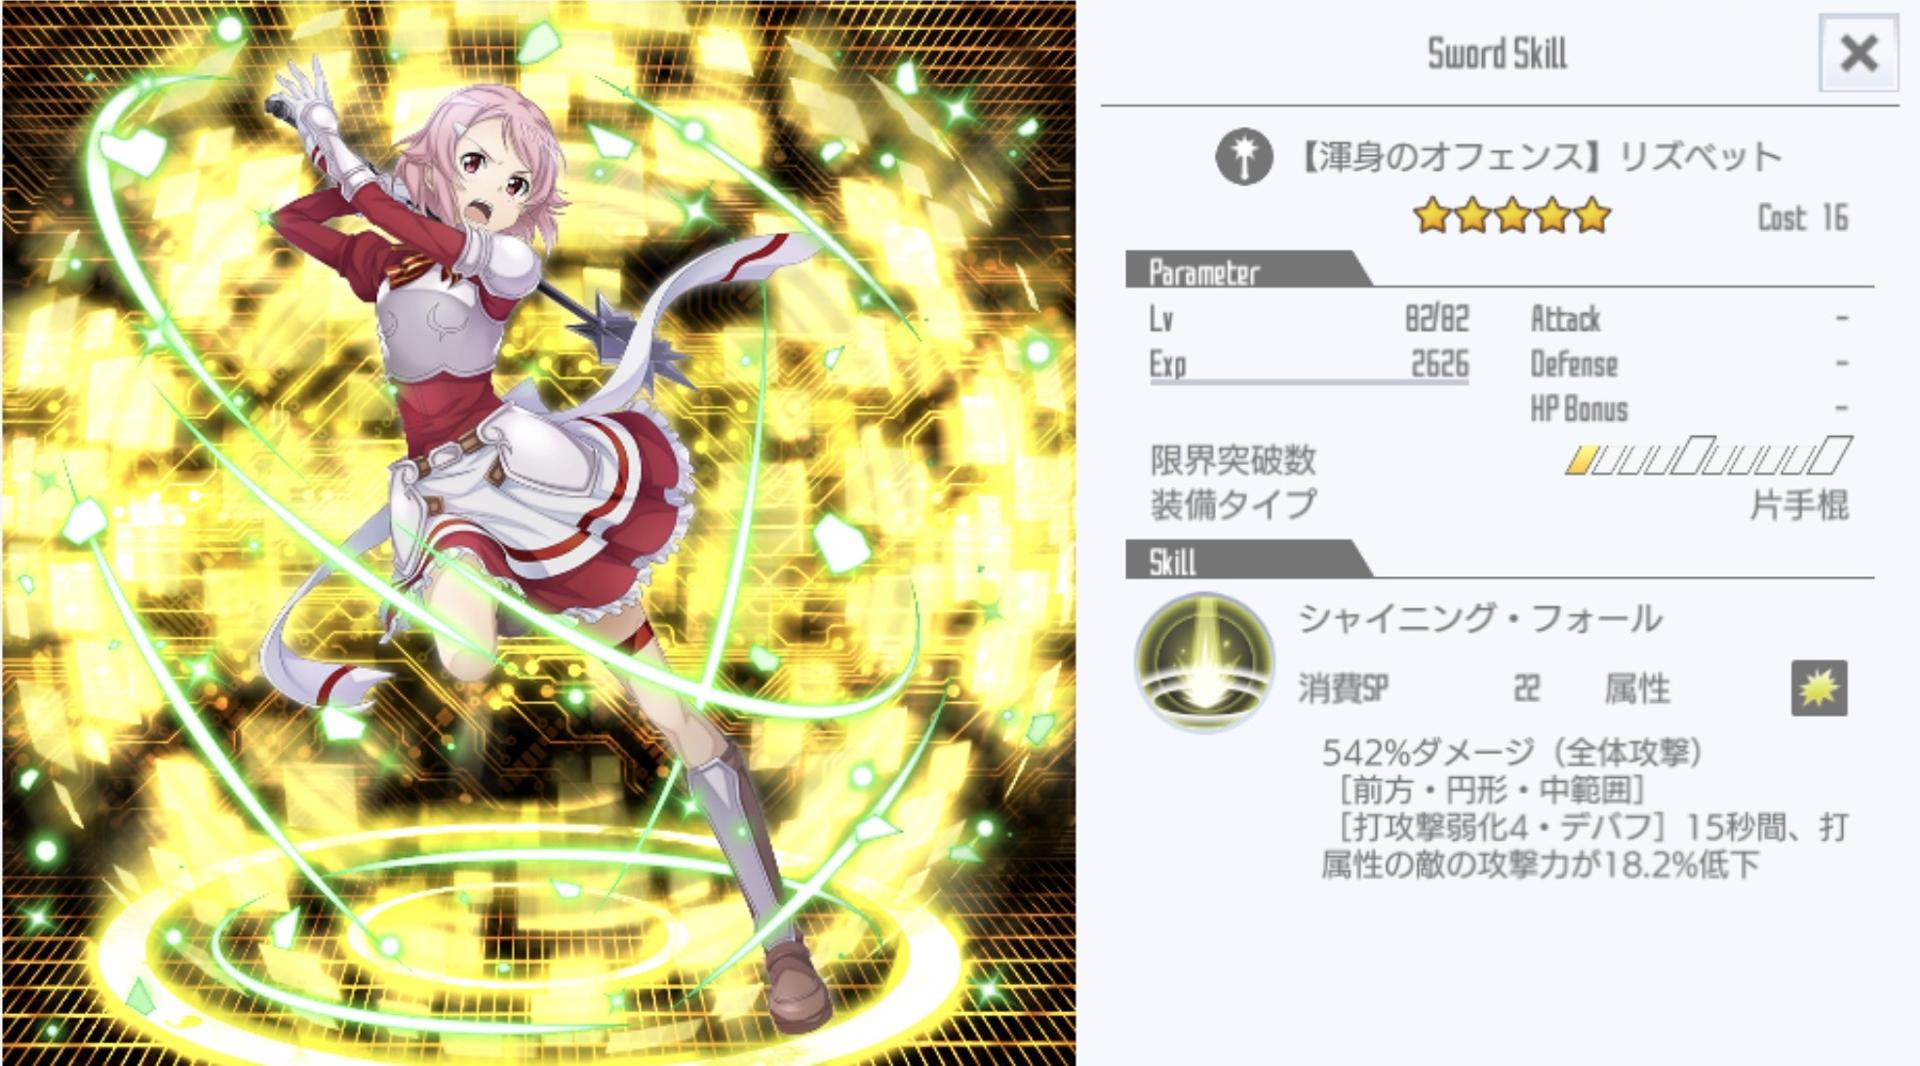 Sword Skill
【渾身のオフェンス】リズベット
Cost 16
Parameter
Lv 82/82 Attack -
Exp 2626 Defense -
HP Bonus -
限界突破数
装備タイプ 片手棍
Skill
シャイニング・フォール
消費SP 22 属性
542%ダメージ（全体攻撃）
［前方・円形・中範囲］
［打攻撃弱化4・デバフ］15秒間、打
属性の敵の攻撃力が18.2%低下